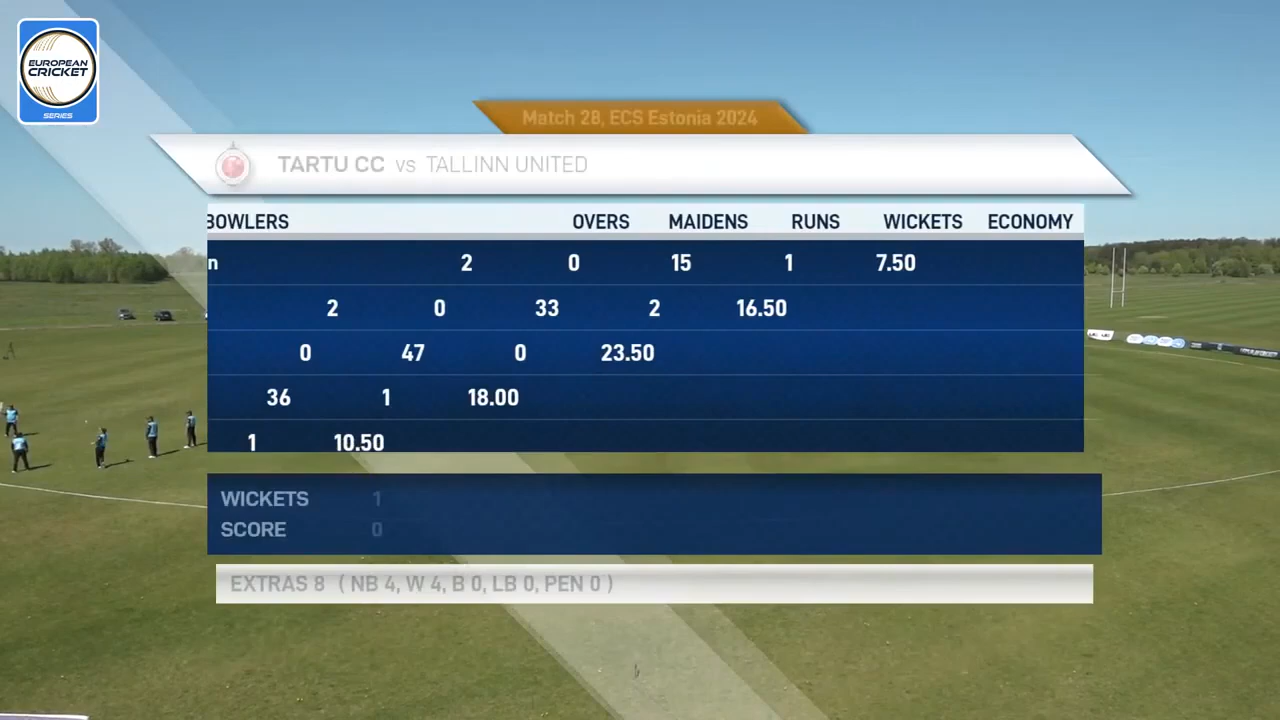 EUROPEAN
CRICKET
SERIES
Match 28, ECS Estonia 2024
TARTU CC vs TALLINN UNITED
BOWLERS OVERS MAIDENS RUNS WICKETS ECONOMY
n 2 0 15 1 7.50
2 0 33 2 16.50
0 47 0 23.50
36 1 18.00
1 10.50
WICKETS 1
SCORE 0
EXTRAS 8 ( NB 4, W 4, B 0, LB 0, PEN 0 )